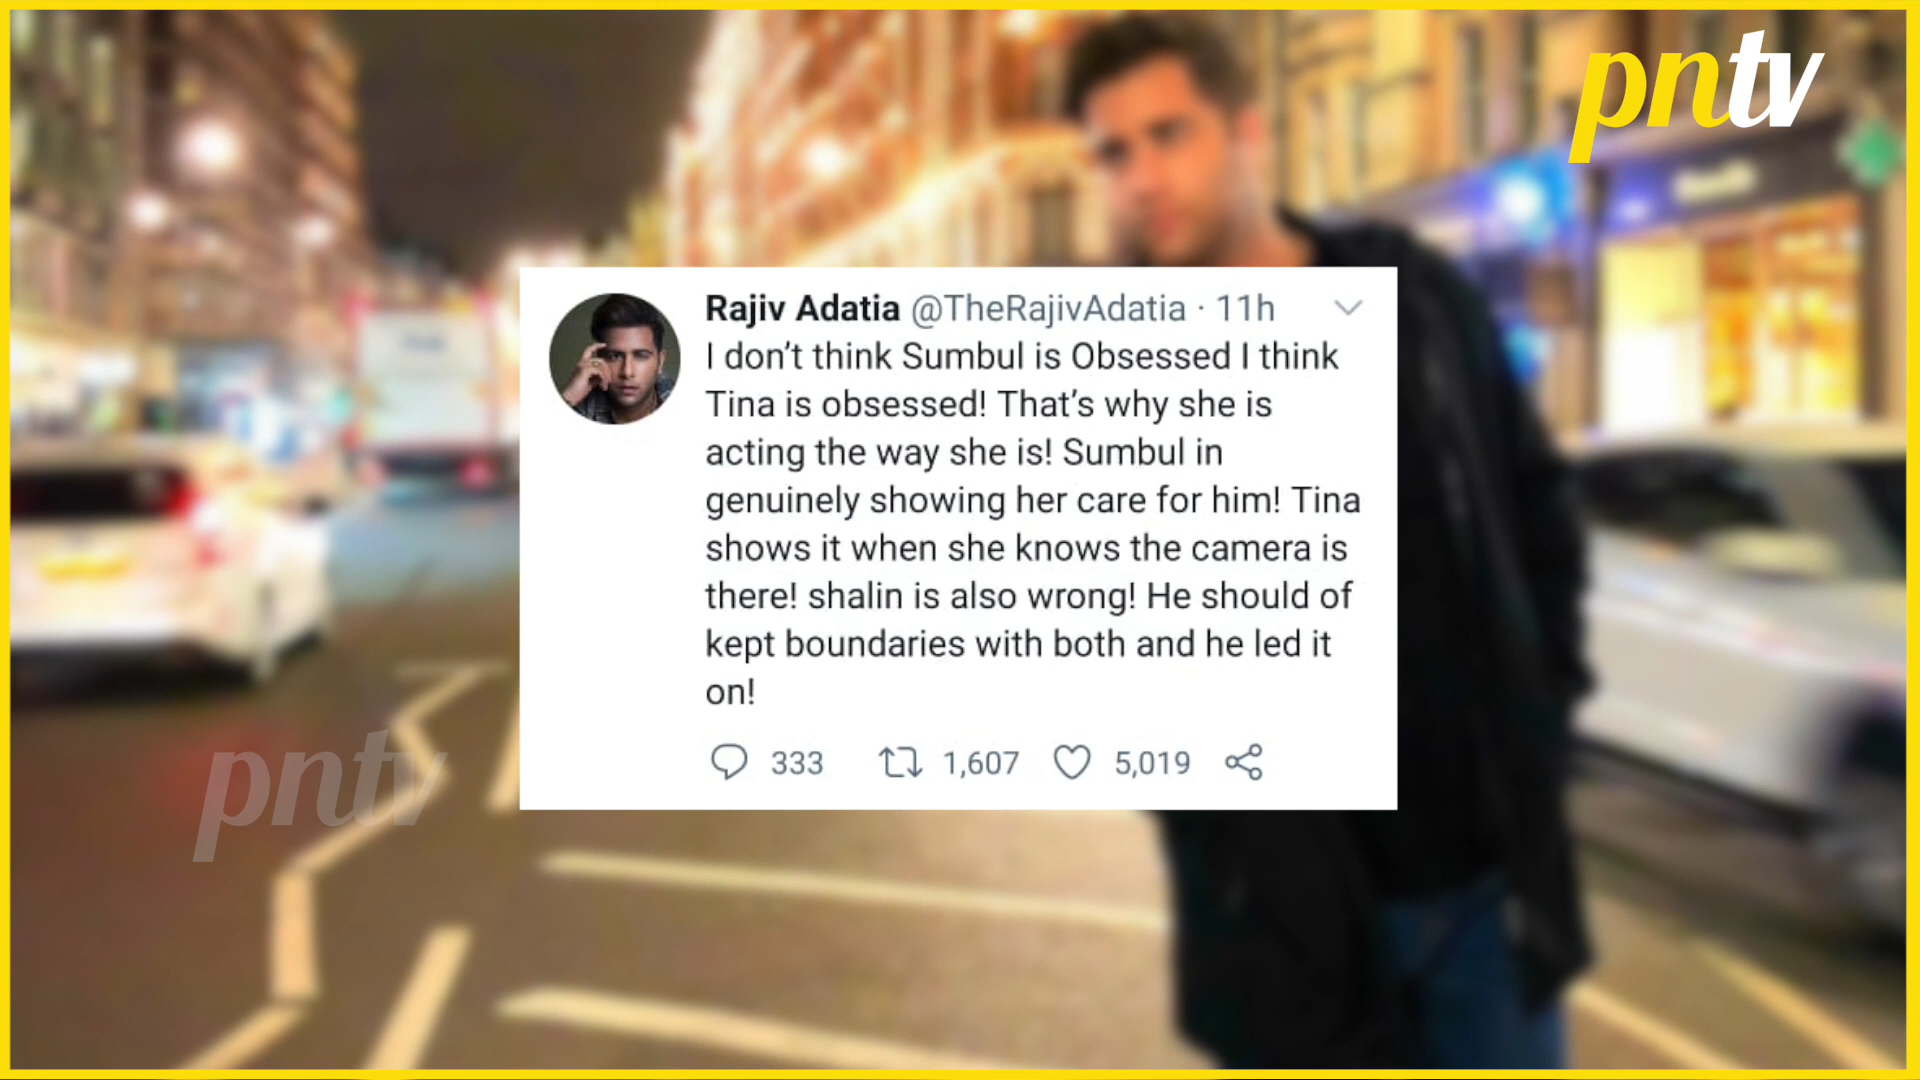 pntv
Rajiv Adatia @TheRajivAdatia · 11h
I don't think Sumbul is Obsessed I think
Tina is obsessed! That's why she is
acting the way she is! Sumbul in
genuinely showing her care for him! Tina
shows it when she knows the camera is
there! shalin is also wrong! He should of
kept boundaries with both and he led it
on!
333 1,607 5,019
pntv